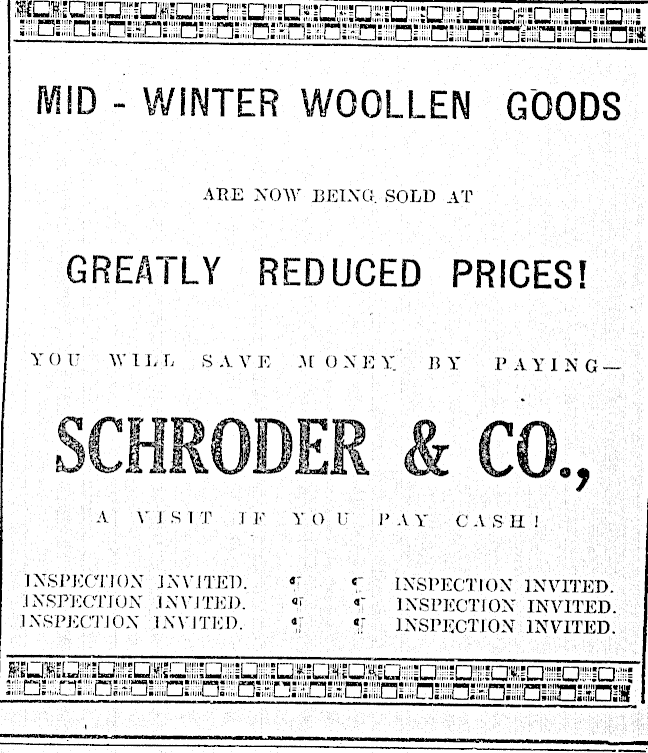 MID - WINTER WOOLLEN GOODS
ARE NOW BEING SOLD AT
GREATLY REDUCED PRICES!
YOU WILL SAVE MONEY BY PAYING—
SCHRODER & CO.,
A VISIT IF YOU PAY CASH!
INSPECTION INVITED. ¶ ¶ INSPECTION INVITED.
INSPECTION INVITED. ¶ ¶ INSPECTION INVITED.
INSPECTION INVITED. ¶ ¶ INSPECTION INVITED.